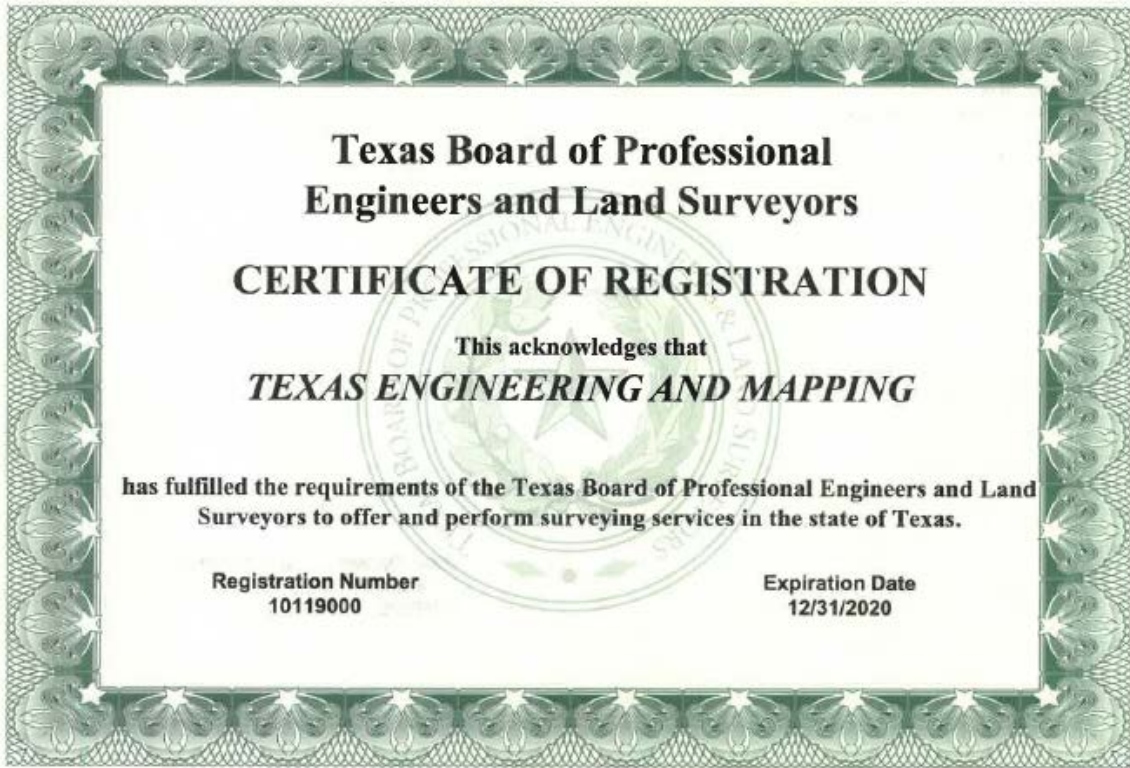 Texas Board of Professional
Engineers and Land Surveyors
CERTIFICATE OF REGISTRATION
This acknowledges that
TEXAS ENGINEERING AND MAPPING
has fulfilled the requirements of the Texas Board of Professional Engineers and Land
Surveyors to offer and perform surveying services in the state of Texas.
Registration Number
10119000
Expiration Date
12/31/2020